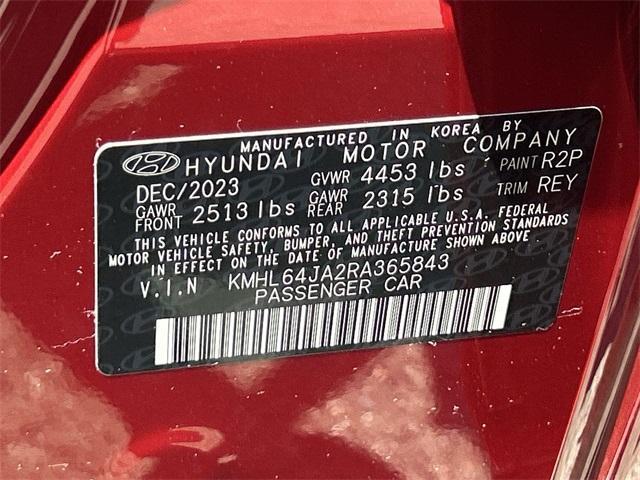 MANUFACTURED IN KOREA BY
HYUNDAI MOTOR COMPANY
DEC/2023 GVWR 4453 lbs PAINT R2P
GAWR FRONT 2513 lbs GAWR REAR 2315 lbs TRIM REY
THIS VEHICLE CONFORMS TO ALL APPLICABLE U.S.A. FEDERAL
MOTOR VEHICLE SAFETY, BUMPER, AND THEFT PREVENTION STANDARDS
IN EFFECT ON THE DATE OF MANUFACTURE SHOWN ABOVE
V.I.N KMHL64JA2RA365843
PASSENGER CAR